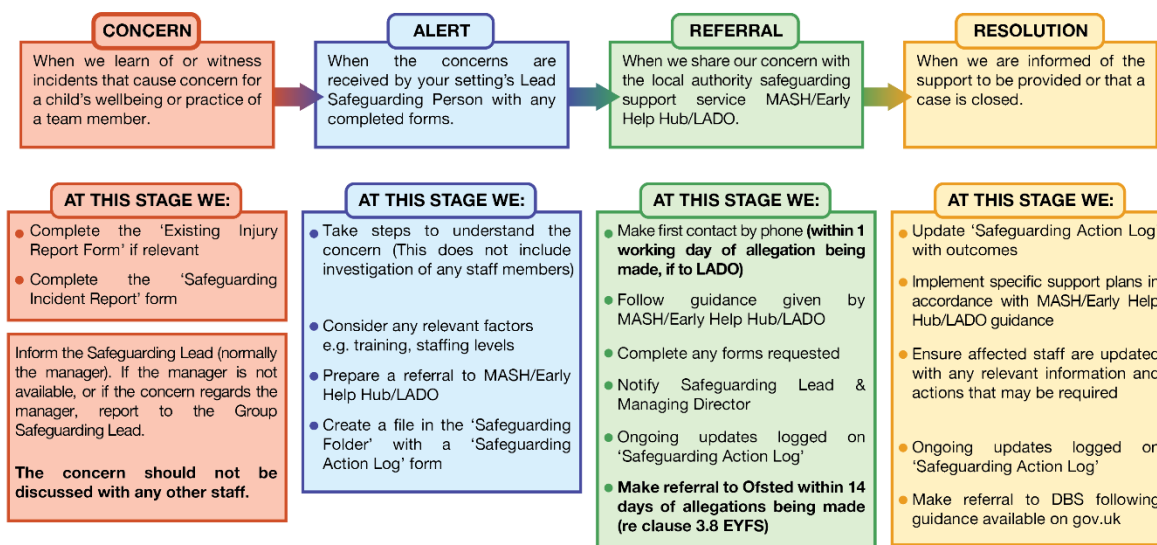 CONCERN
When we learn of or witness
incidents that cause concern for
a child's wellbeing or practice of
a team member.
ALERT
When the concerns are
received by your setting's Lead
Safeguarding Person with any
completed forms.
REFERRAL
When we share our concern with
the local authority safeguarding
support service MASH/Early
Help Hub/LADO.
RESOLUTION
When we are informed of the
support to be provided or that a
case is closed.
AT THIS STAGE WE:
Complete the ‘Existing Injury
Report Form’ if relevant
Complete the ‘Safeguarding
Incident Report’ form
Inform the Safeguarding Lead (normally
the manager). If the manager is not
available, or if the concern regards the
manager, report to the Group
Safeguarding Lead.
The concern should not be
discussed with any other staff.
AT THIS STAGE WE:
Take steps to understand the
concern (This does not include
investigation of any staff members)
Consider any relevant factors
e.g. training, staffing levels
Prepare a referral to MASH/Early
Help Hub/LADO
Create a file in the ‘Safeguarding
Folder’ with a ‘Safeguarding
Action Log’ form
AT THIS STAGE WE:
Make first contact by phone (within 1
working day of allegation being
made, if to LADO)
Follow guidance given by
MASH/Early Help Hub/LADO
Complete any forms requested
Notify Safeguarding Lead &
Managing Director
Ongoing updates logged on
‘Safeguarding Action Log’
Make referral to Ofsted within 14
days of allegations being made
(re clause 3.8 EYFS)
AT THIS STAGE WE:
Update ‘Safeguarding Action Log’
with outcomes
Implement specific support plans in
accordance with MASH/Early Help
Hub/LADO guidance
Ensure affected staff are updated
with any relevant information and
actions that may be required
Ongoing updates logged on
‘Safeguarding Action Log’
Make referral to DBS following
guidance available on gov.uk